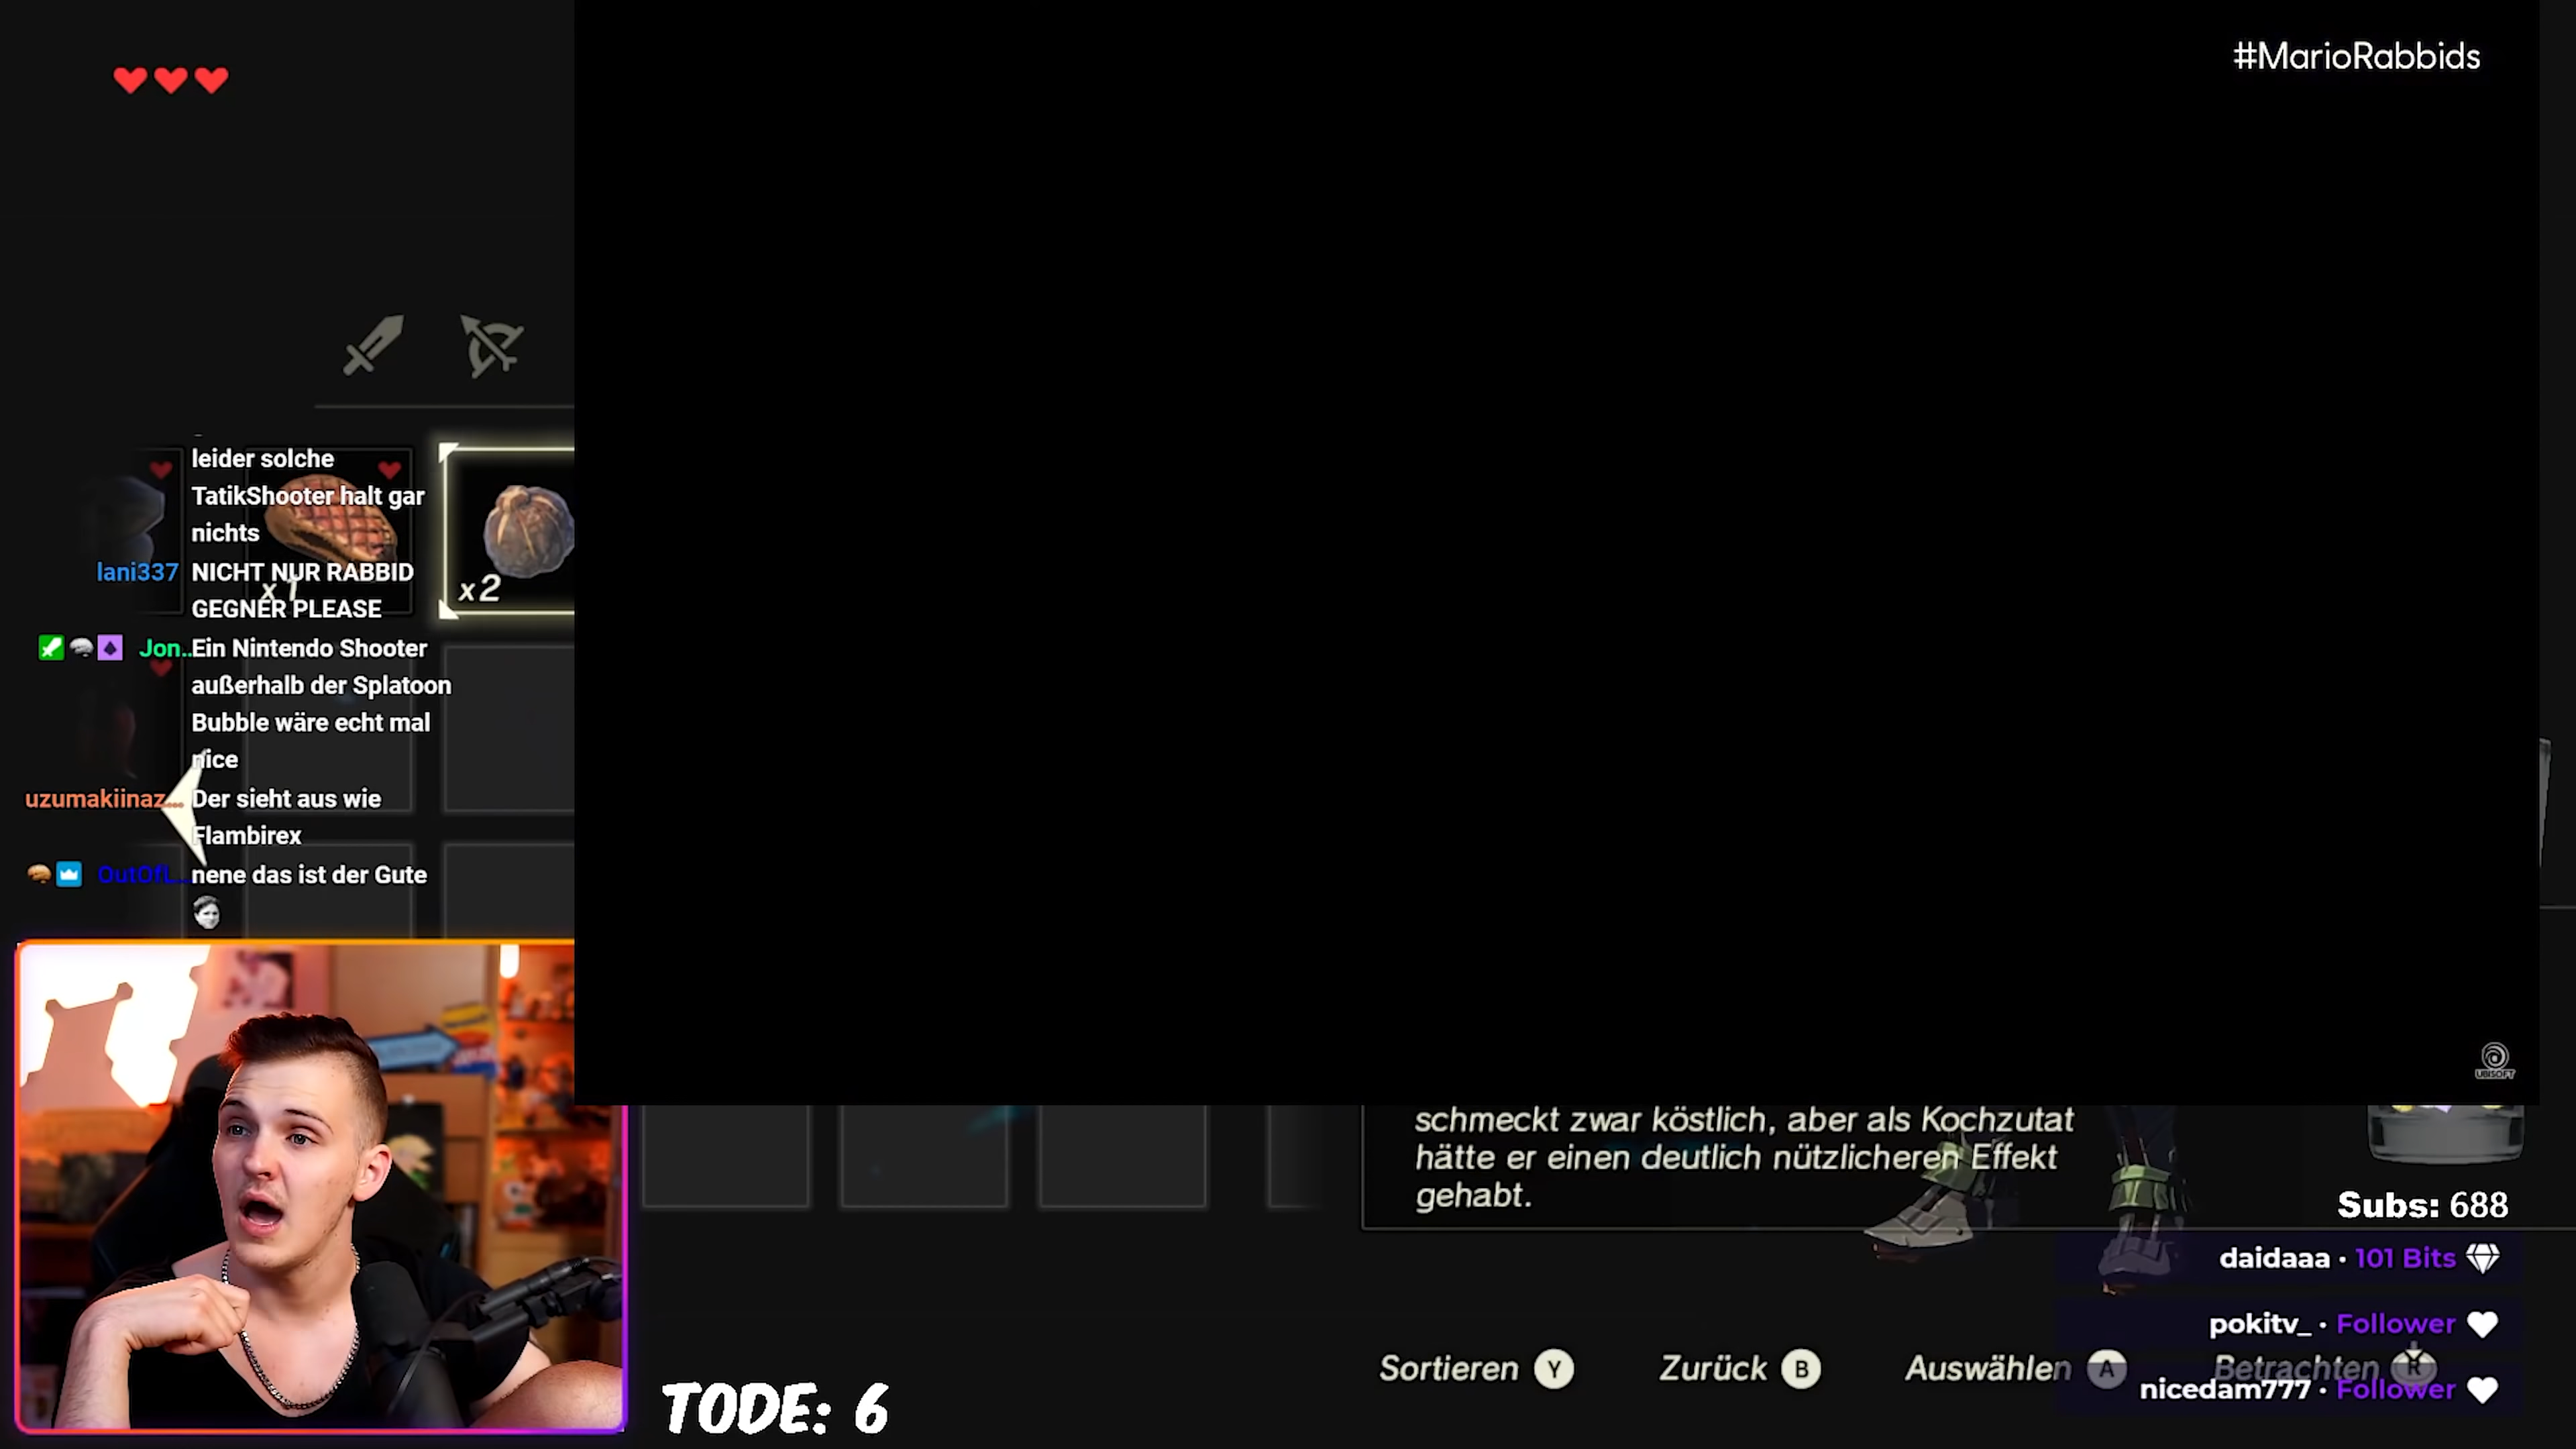 #MarioRabbids
leider solche
TatikShooter halt gar
nichts
x1
x2
lani337 NICHT NUR RABBID
GEGNER PLEASE
Jon... Ein Nintendo Shooter
außerhalb der Splatoon
Bubble wäre echt mal
nice
uzumakiinaz... Der sieht aus wie
Flambirex
OutOfL... nene das ist der Gute
UBISOFT
schmeckt zwar köstlich, aber als Kochzutat
hätte er einen deutlich nützlicheren Effekt
gehabt.
Subs: 688
daidaaa · 101 Bits
pokitv_ · Follower
Sortieren Y Zurück B Auswählen A Betrachten R
nicedam777 · Follower
TODE: 6